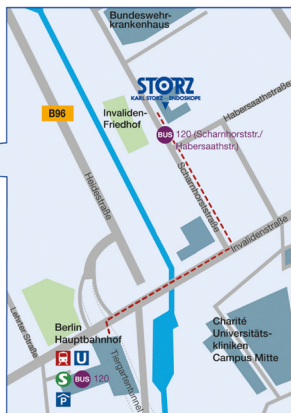 Bundeswehr-
krankenhaus
STORZ
KARL STORZ - ENDOSKOPE
B96
Invaliden-
Friedhof
Habersaathstraße
BUS 120 (Scharnhorststr./
Habersaathstr.)
Scharnhorststraße
Heidestraße
Invalidenstraße
Lehrter Straße
Berlin
Hauptbahnhof
U
S BUS 120
P
Tiergartentunnel
Charité
Universitäts-
kliniken
Campus Mitte